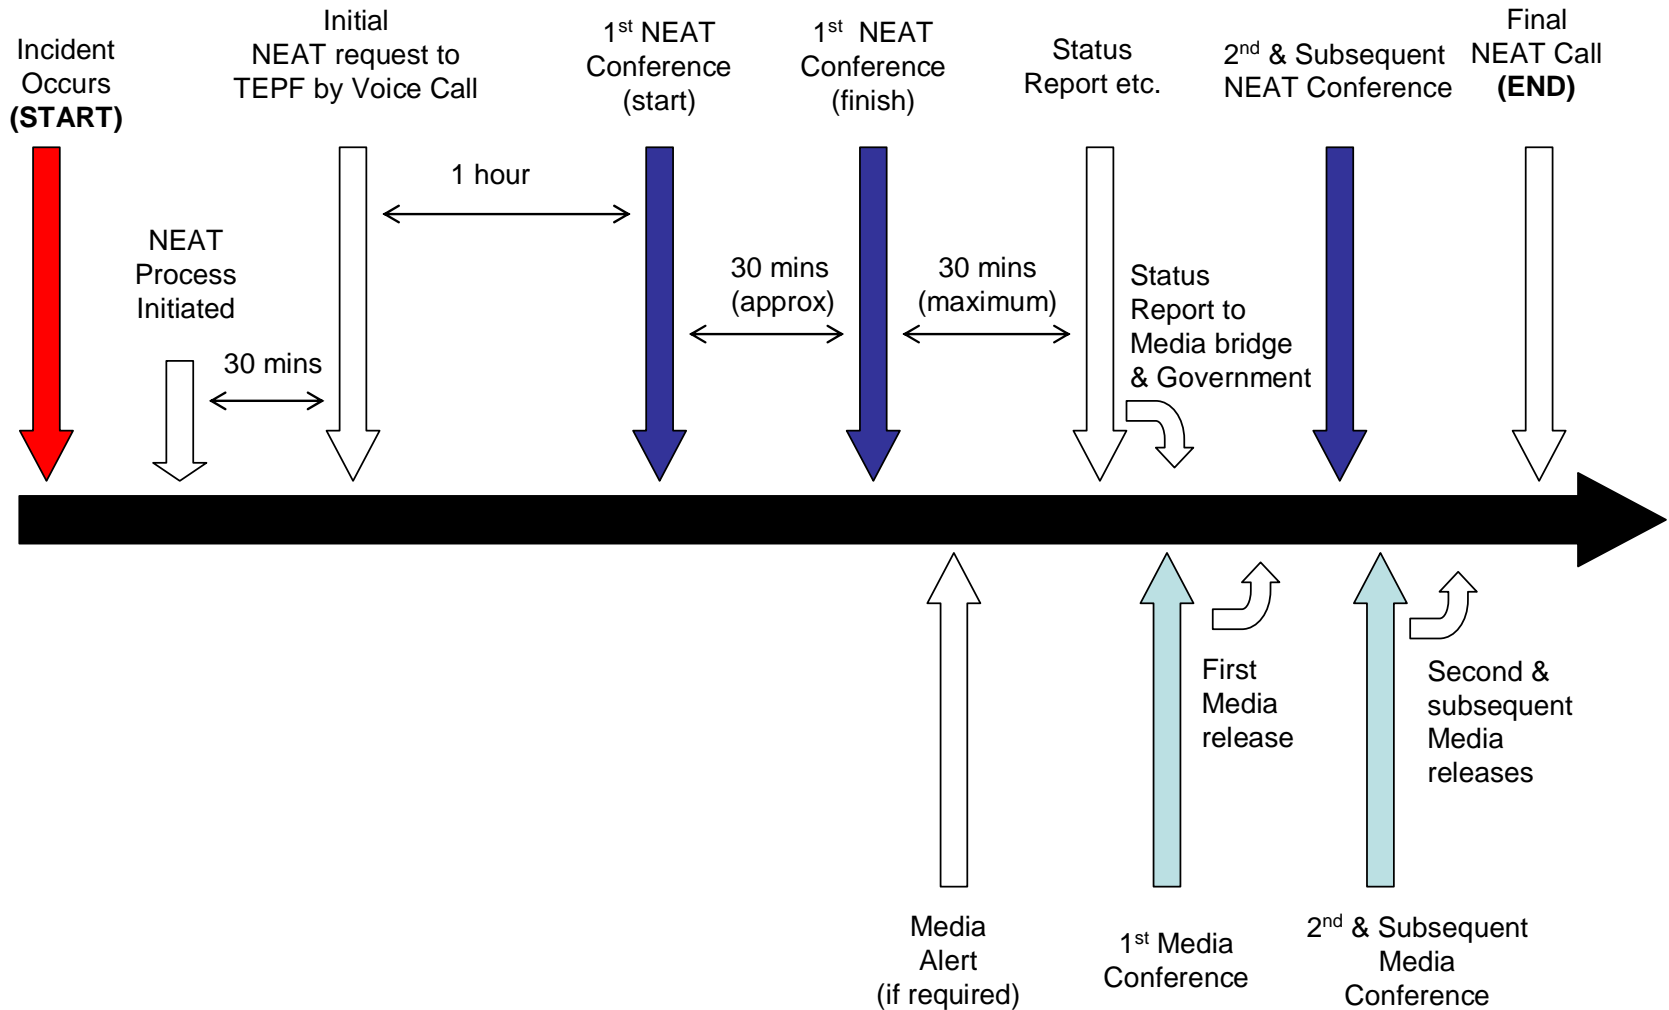 Incident
Occurs
(START)
Initial
NEAT request to
TEPF by Voice Call
1st NEAT
Conference
(start)
1st NEAT
Conference
(finish)
Status
Report etc.
2nd & Subsequent
NEAT Conference
Final
NEAT Call
(END)
1 hour
NEAT
Process
Initiated
30 mins
30 mins
(approx)
30 mins
(maximum)
Status
Report to
Media bridge
& Government
First
Media
release
Second &
subsequent
Media
releases
Media
Alert
(if required)
1st Media
Conference
2nd & Subsequent
Media
Conference